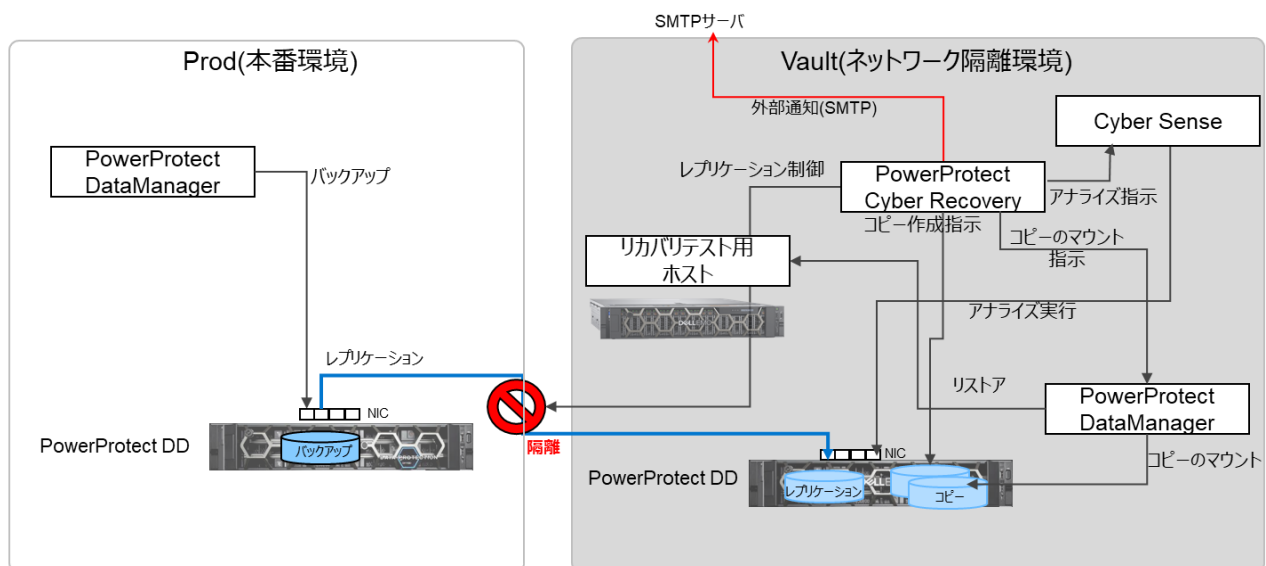 SMTPサーバ
Prod(本番環境)
Vault(ネットワーク隔離環境)
外部通知(SMTP)
Cyber Sense
PowerProtect
DataManager
バックアップ
レプリケーション制御
PowerProtect
Cyber Recovery
アナライズ指示
コピー作成指示
コピーのマウント
指示
リカバリテスト用
ホスト
アナライズ実行
レプリケーション
リストア
PowerProtect
DataManager
NIC
隔離
PowerProtect DD
バックアップ
NIC
コピーのマウント
PowerProtect DD
レプリケーション
コピー